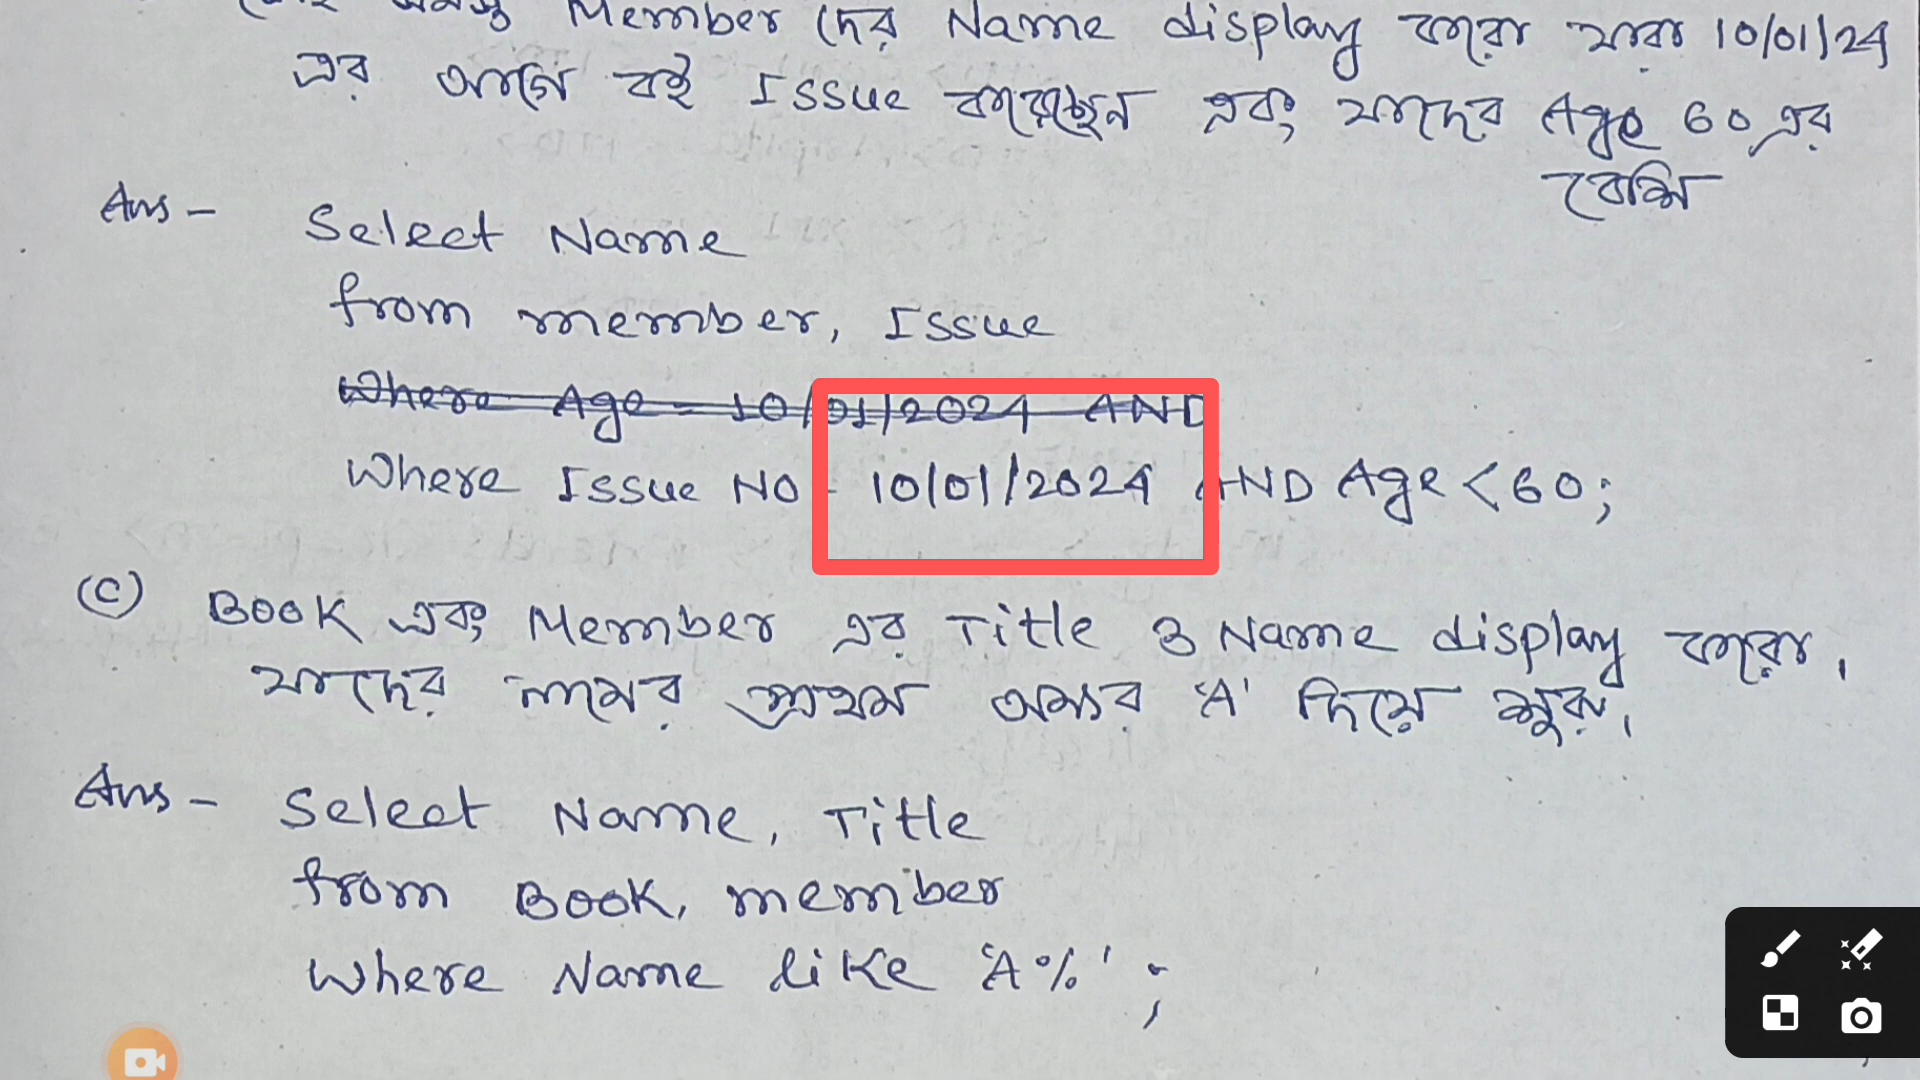 Member দের Name display করো যারা 10/01/24
এর আগে বই Issue করেছেন এবং যাদের Age 60 এর
বেশি
Ans - Select Name
from member, Issue
Where Age - 10/01/2024 AND
Where Issue NO - 10/01/2024 AND Age < 60;
(C) Book এবং Member এর Title ও Name display করো,
যাদের নামের প্রথম অক্ষর 'A' দিয়ে শুরু,
Ans - Select Name, Title
from Book, member
Where Name like 'A%' ;